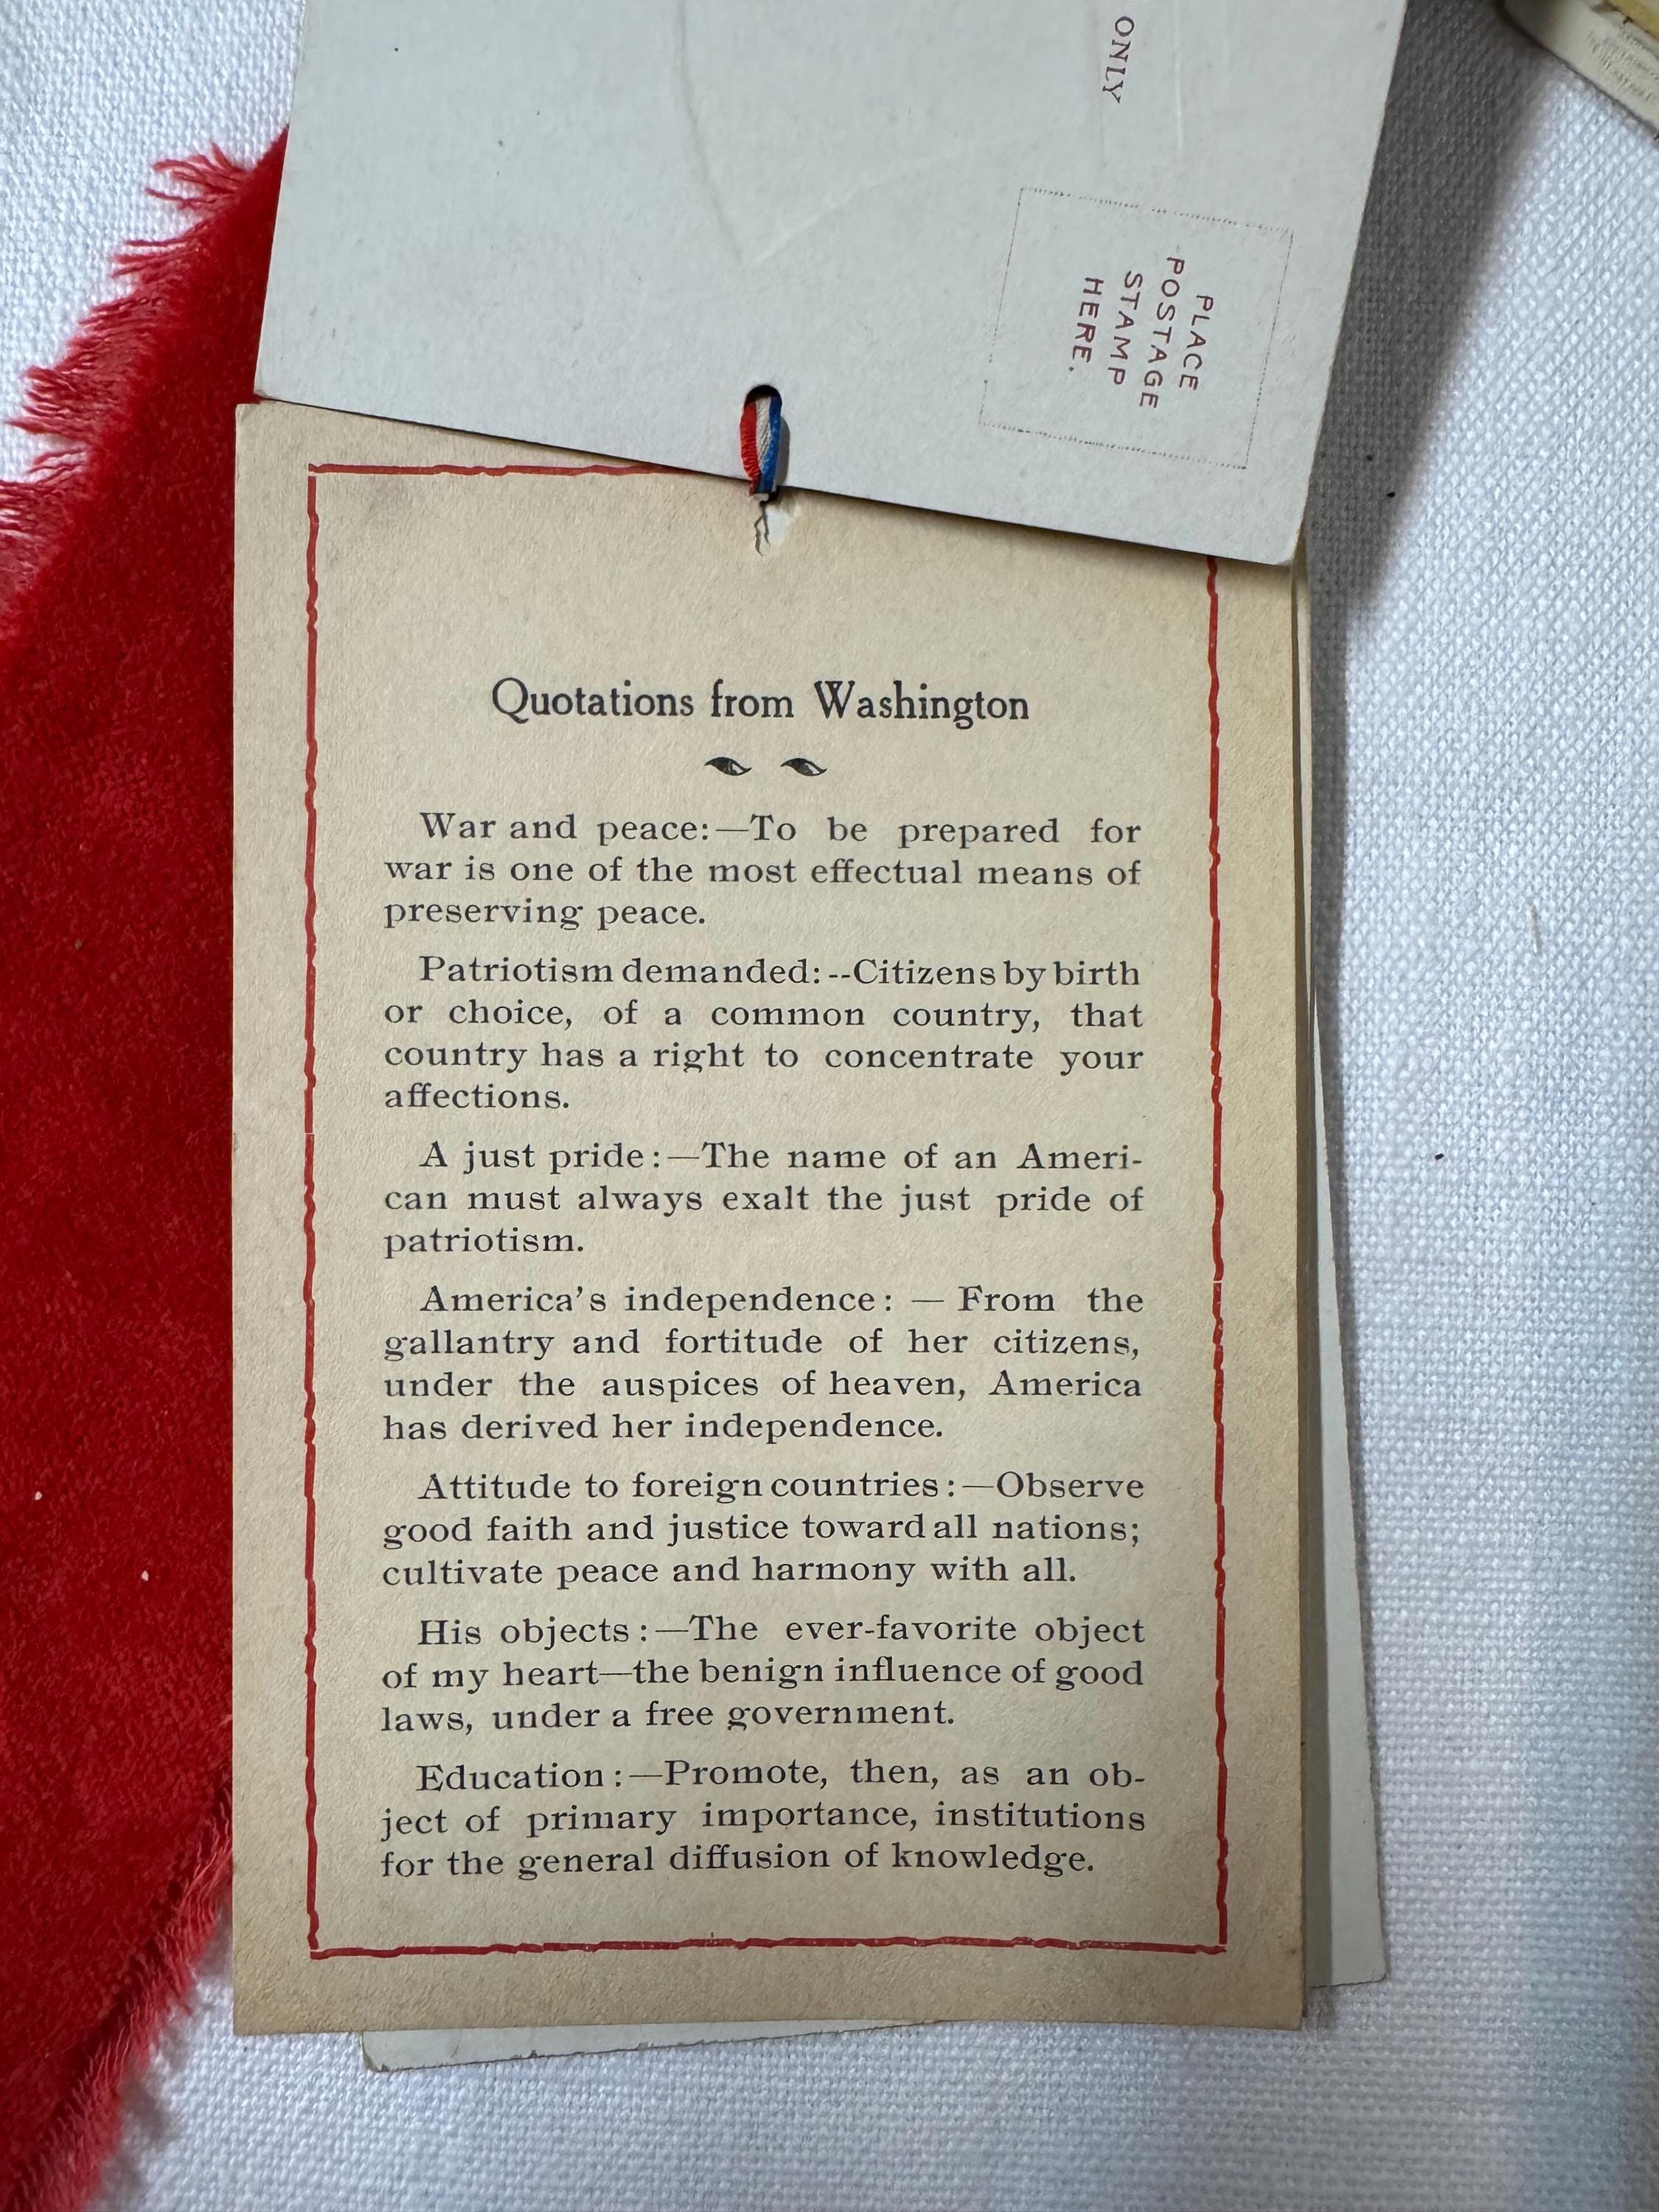 ONLY
PLACE
POSTAGE
STAMP
HERE.
Quotations from Washington
War and peace:—To be prepared for
war is one of the most effectual means of
preserving peace.
Patriotism demanded:--Citizens by birth
or choice, of a common country, that
country has a right to concentrate your
affections.
A just pride:—The name of an Ameri-
can must always exalt the just pride of
patriotism.
America's independence: — From the
gallantry and fortitude of her citizens,
under the auspices of heaven, America
has derived her independence.
Attitude to foreign countries:—Observe
good faith and justice toward all nations;
cultivate peace and harmony with all.
His objects:—The ever-favorite object
of my heart—the benign influence of good
laws, under a free government.
Education:—Promote, then, as an ob-
ject of primary importance, institutions
for the general diffusion of knowledge.